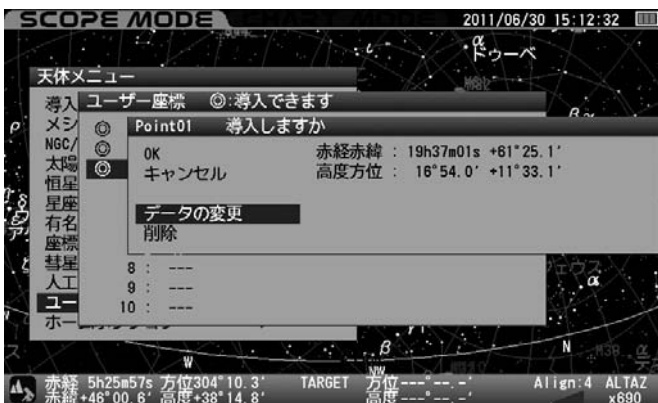 SCOPE MODE
CHART MODE
2011/06/30 15:12:32
α
ドゥーベ
天体メニュー
導入
メシ
NGC/
太陽
恒星
星座
有名
座標
彗星
人工
ユー
ホー
ユーザー座標 ◎:導入できます
Point01 導入しますか
OK
キャンセル
データの変更
削除
赤経赤緯 : 19h37m01s +61°25.1′
高度方位 : 16°54.0′ +11°33.1′
8 : ---
9 : ---
10 : ---
ρ
β
α
γ
W
NW
N
赤経 5h25m57s 方位304°10.3′ TARGET 方位---°--.-′ Align:4 ALTAZ
赤緯+46°00.6′ 高度+38°14.8′ 高度---°--.-′ x690